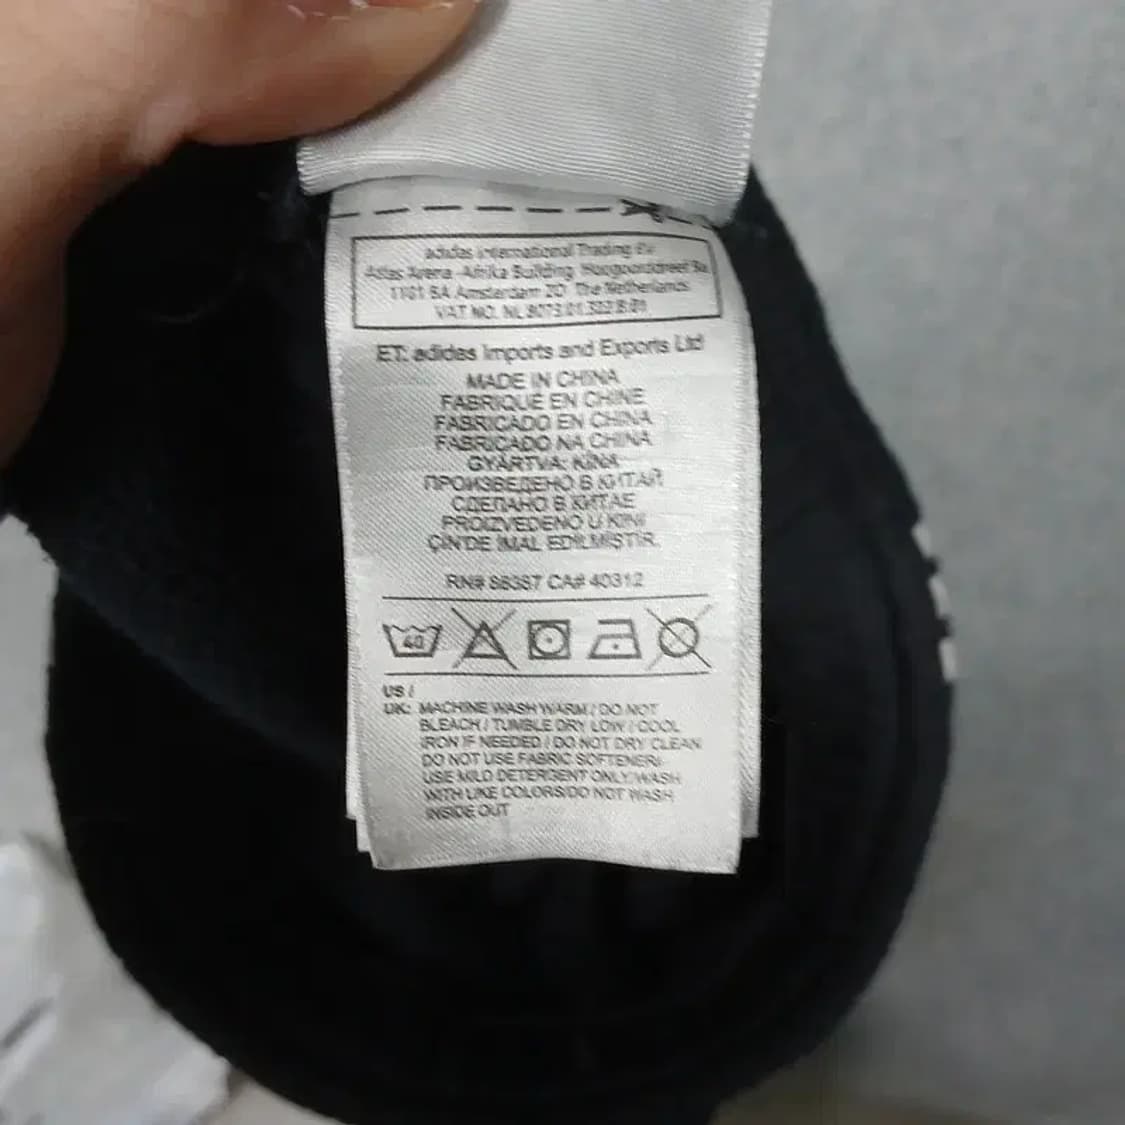 adidas International Trading BV
Atlas Arena - Afrika Building Hoogoorddreef 9a
1101 BA Amsterdam ZO The Netherlands
VAT NO. NL 8073.01.322.B.01
ET: adidas Imports and Exports Ltd
MADE IN CHINA
FABRIQUÉ EN CHINE
FABRICADO EN CHINA
FABRICADO NA CHINA
GYÁRTVA: KÍNA
ПРОИЗВЕДЕНО В КИТАЙ
СДЕЛАНО В КИТАЕ
PROIZVEDENO U KINI
ÇİN'DE İMAL EDİLMİŞTİR.
RN# 88387 CA# 40312
40
US /
UK: MACHINE WASH WARM / DO NOT
BLEACH / TUMBLE DRY LOW / COOL
IRON IF NEEDED / DO NOT DRY CLEAN
DO NOT USE FABRIC SOFTENER/
USE MILD DETERGENT ONLY/WASH
WITH LIKE COLORS/DO NOT WASH
INSIDE OUT